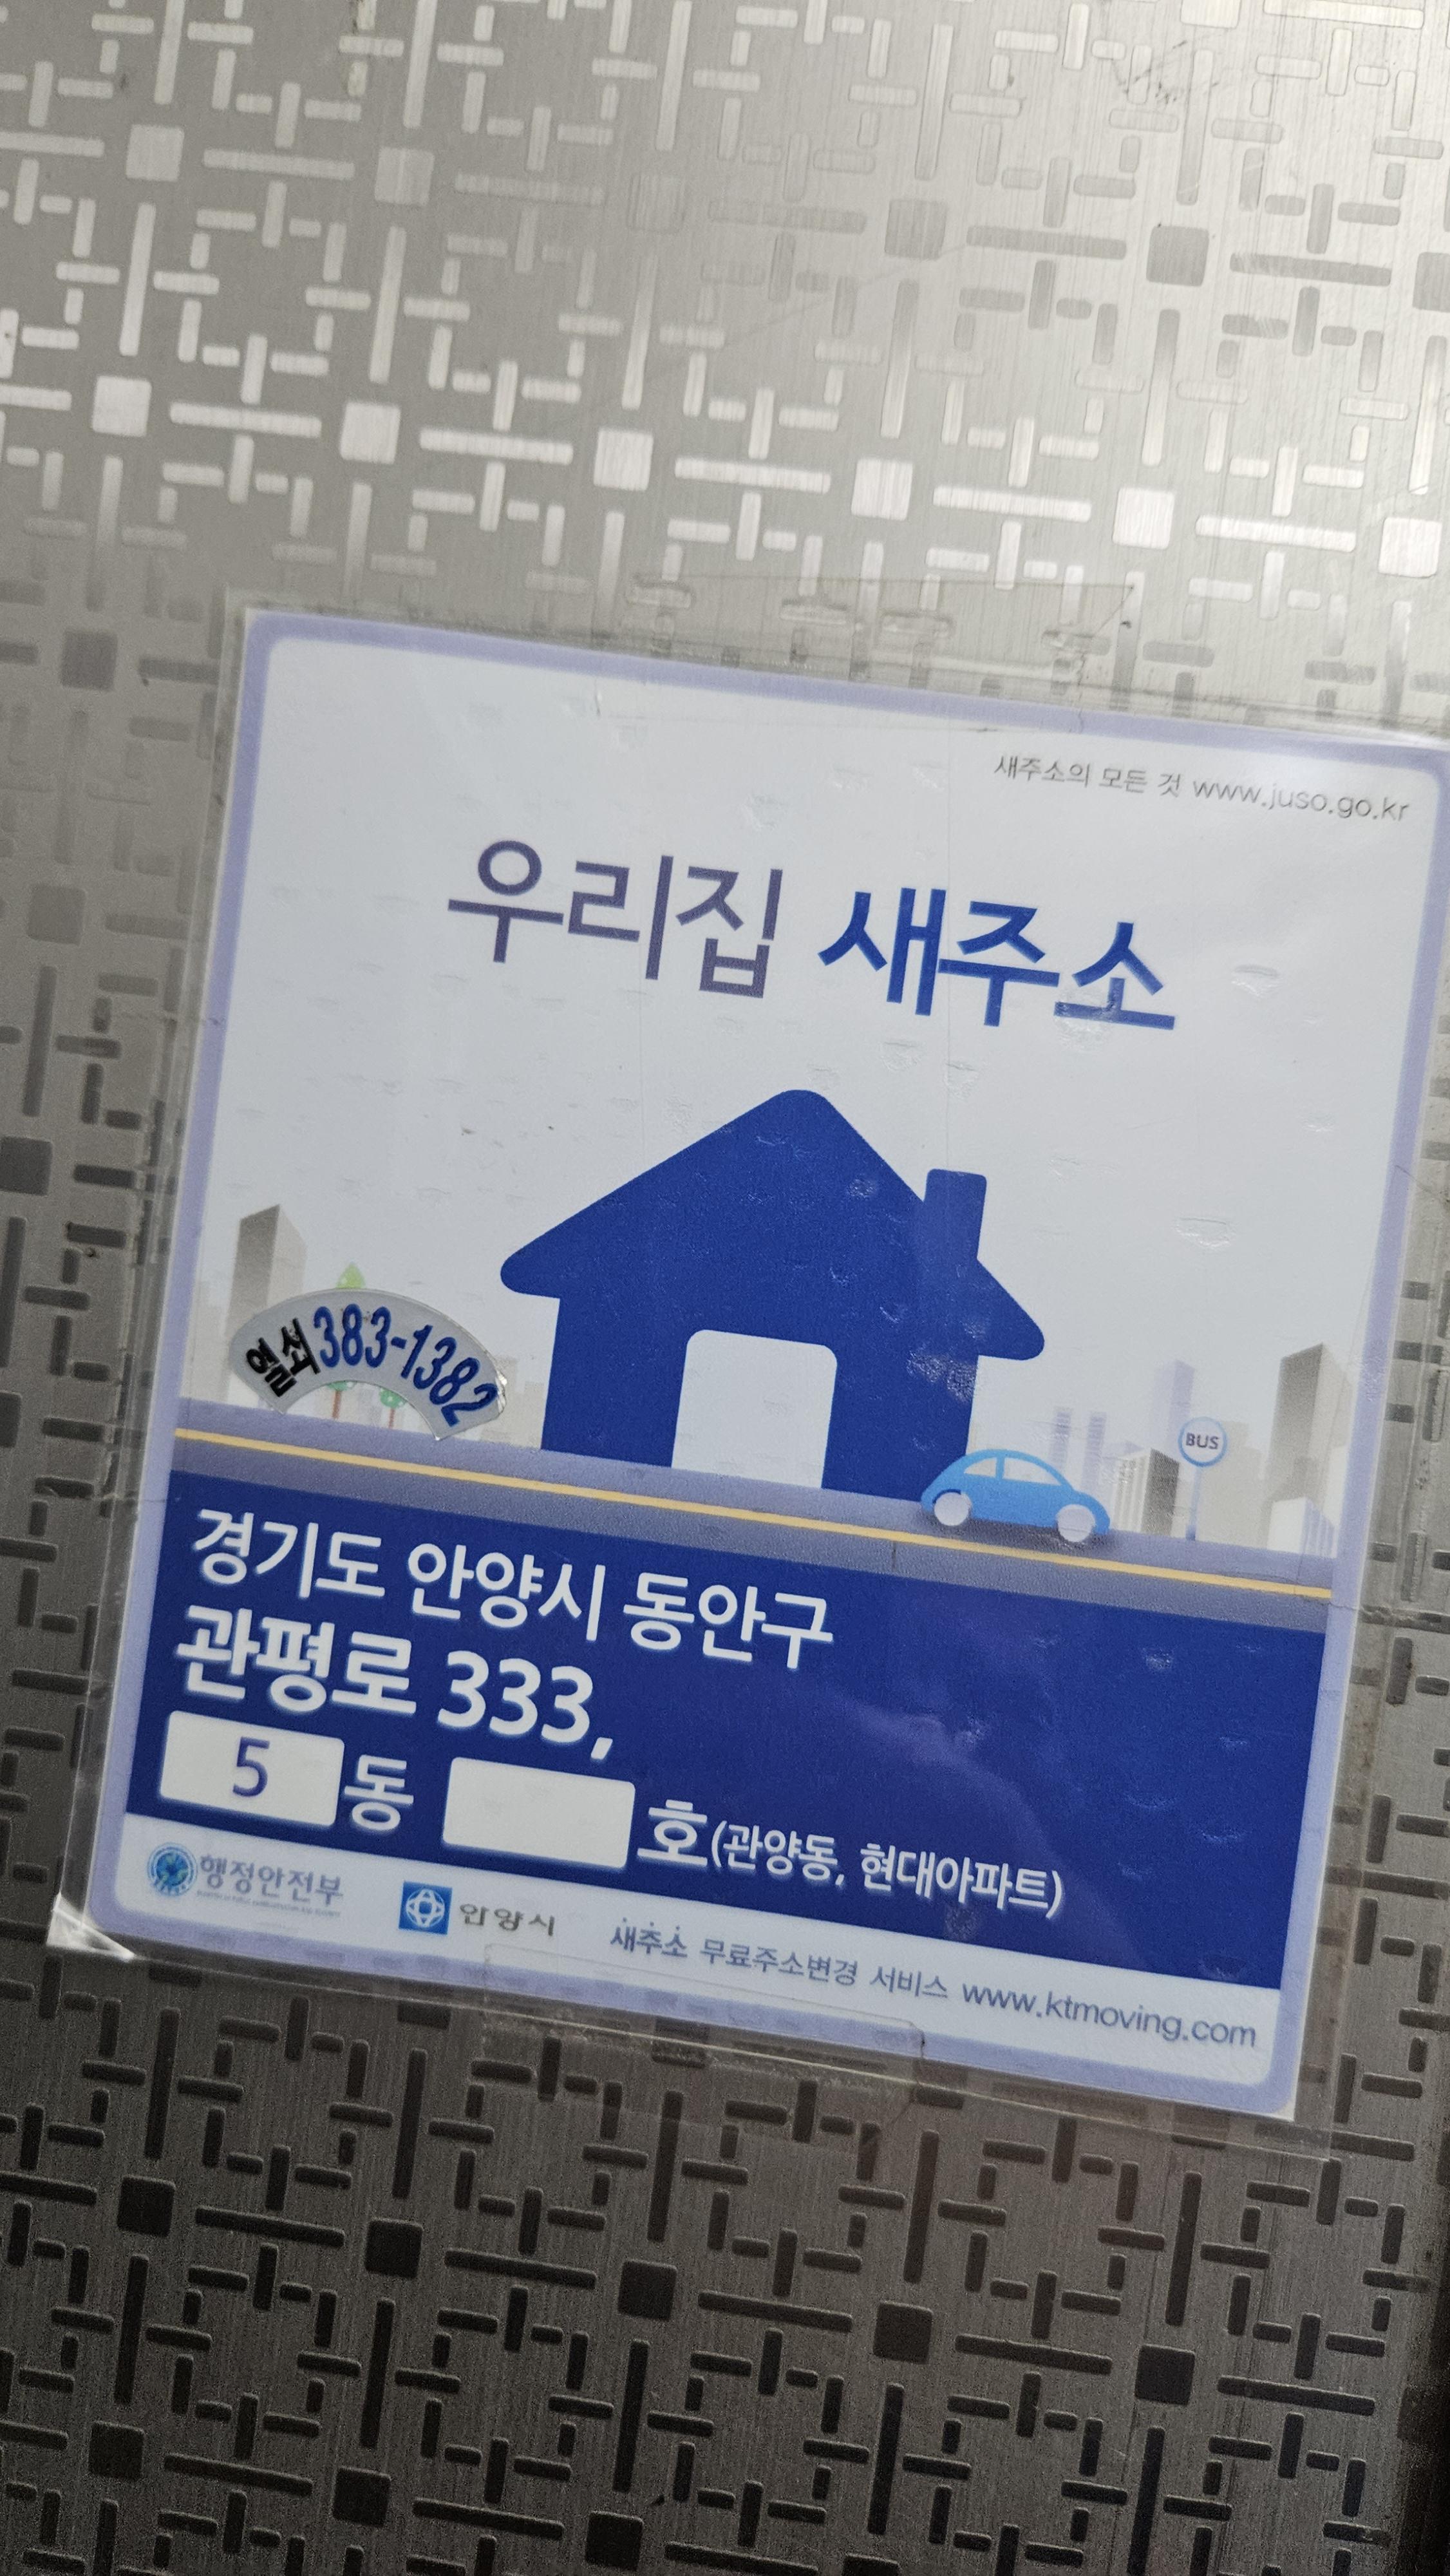 새주소의 모든 것 www.juso.go.kr
우리집 새주소
열쇠 383-1382
BUS
경기도 안양시 동안구
관평로 333,
5 동 호(관양동, 현대아파트)
행정안전부 안양시 새주소 무료주소변경 서비스 www.ktmoving.com